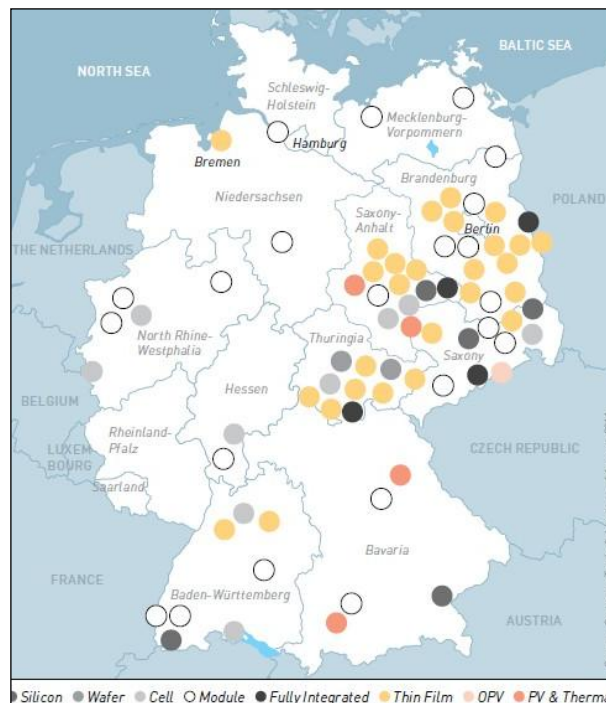 BALTIC SEA
NORTH SEA
Schleswig-
Holstein
Mecklenburg-
Vorpommern
Hamburg
Bremen
Brandenburg
POLAND
Niedersachsen
Saxony-
Anhalt
Berlin
THE NETHERLANDS
North Rhine-
Westphalia
Thuringia
Saxony
Hessen
BELGIUM
Rheinland-
Pfalz
LUXEM
BOURG
CZECH REPUBLIC
Saarland
Bavaria
FRANCE
Baden-Württemberg
AUSTRIA
Silicon Wafer Cell Module Fully Integrated Thin Film OPV PV & Therma